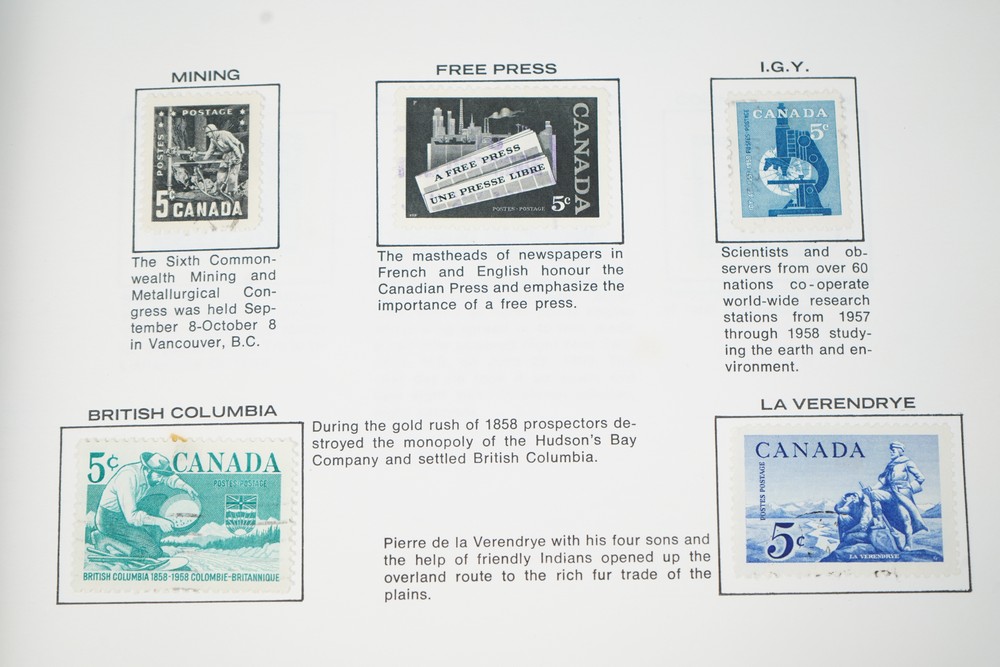 MINING
POSTAGE
POSTES
5¢
CANADA
The Sixth Common-
wealth Mining and
Metallurgical Con-
gress was held Sep-
tember 8-October 8
in Vancouver, B.C.
FREE PRESS
CANADA
A FREE PRESS
UNE PRESSE LIBRE
POSTES-POSTAGE
5¢
The mastheads of newspapers in
French and English honour the
Canadian Press and emphasize the
importance of a free press.
I.G.Y.
CANADA
5¢
Scientists and ob-
servers from over 60
nations co-operate
world-wide research
stations from 1957
through 1958 study-
ing the earth and en-
vironment.
BRITISH COLUMBIA
5¢ CANADA
POSTES·POSTAGE
BRITISH COLUMBIA 1858-1958 COLOMBIE-BRITANNIQUE
During the gold rush of 1858 prospectors de-
stroyed the monopoly of the Hudson's Bay
Company and settled British Columbia.
Pierre de la Verendrye with his four sons and
the help of friendly Indians opened up the
overland route to the rich fur trade of the
plains.
LA VERENDRYE
CANADA
POSTES POSTAGE
5¢
LA VERENDRYE